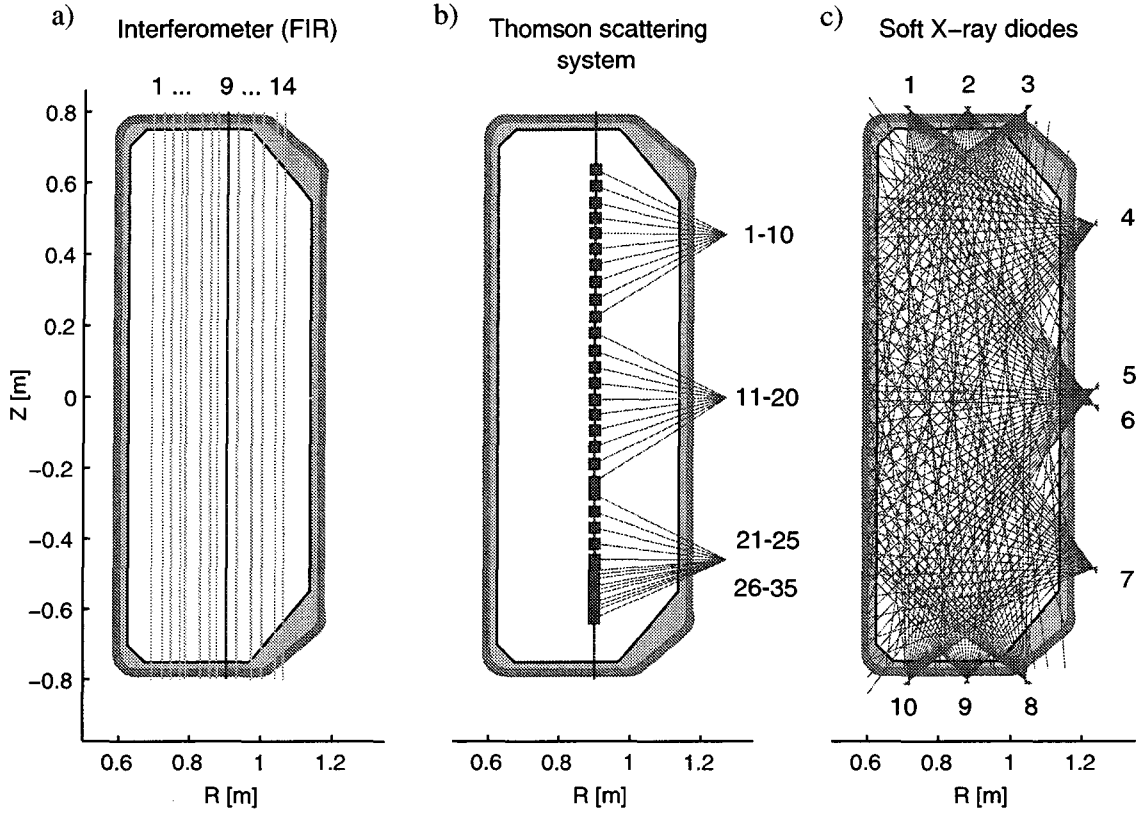 a)
Interferometer (FIR)
1 ... 9 ... 14
0.8
0.6
0.4
0.2
0
−0.2
−0.4
−0.6
−0.8
Z [m]
0.6 0.8 1 1.2
R [m]
b)
Thomson scattering
system
1-10
11-20
21-25
26-35
0.6 0.8 1 1.2
R [m]
c)
Soft X−ray diodes
1 2 3
4
5
6
7
10 9 8
0.6 0.8 1 1.2
R [m]